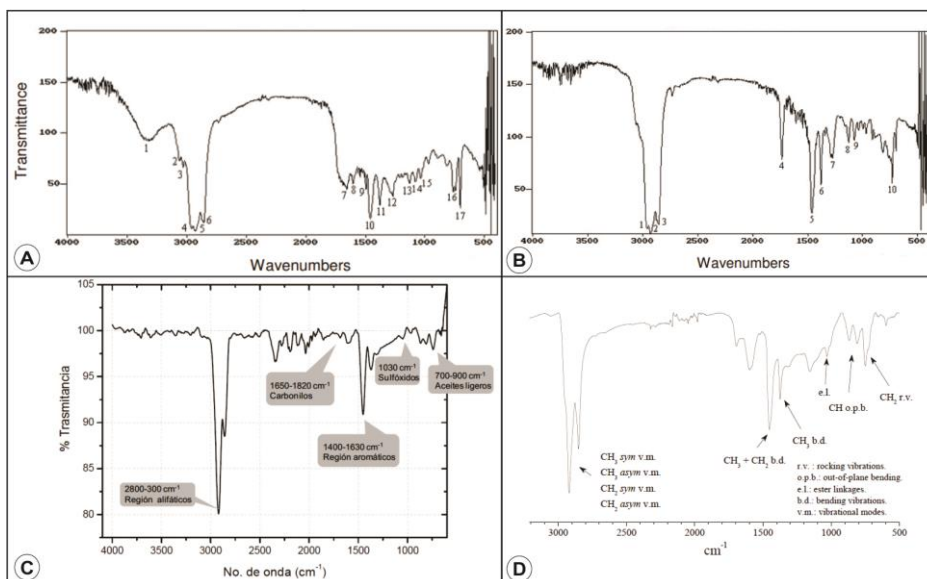 Transmittance
200
150
100
50
1
2
3
4
5
6
7
8
9
10
11
12
13
14
15
16
17
4000
3000
2000
1500
1000
400
Wavenumbers
A
200
150
100
50
1
2
3
4
5
6
7
8
9
10
4000
3000
2000
1500
1000
400
Wavenumbers
B
% Trasmitancia
105
100
95
90
85
80
1650-1820 cm⁻¹
Carbonilos
1030 cm⁻¹
Sulfóxidos
700-900 cm⁻¹
Aceites ligeros
1400-1630 cm⁻¹
Región aromáticos
2800-300 cm⁻¹
Región alifáticos
4000
3500
3000
2500
2000
1500
1000
No. de onda (cm⁻¹)
C
CH₃ sym v.m.
CH₃ asym v.m.
CH₂ sym v.m.
CH₂ asym v.m.
CH₃ + CH₂ b.d.
CH₃ b.d.
e.l.
CH o.p.b.
CH₂ r.v.
r.v. : rocking vibrations.
o.p.b.: out-of-plane bending.
e.l.: ester linkages.
b.d.: bending vibrations.
v.m.: vibrational modes.
3000
2500
2000
1500
1000
500
cm⁻¹
D